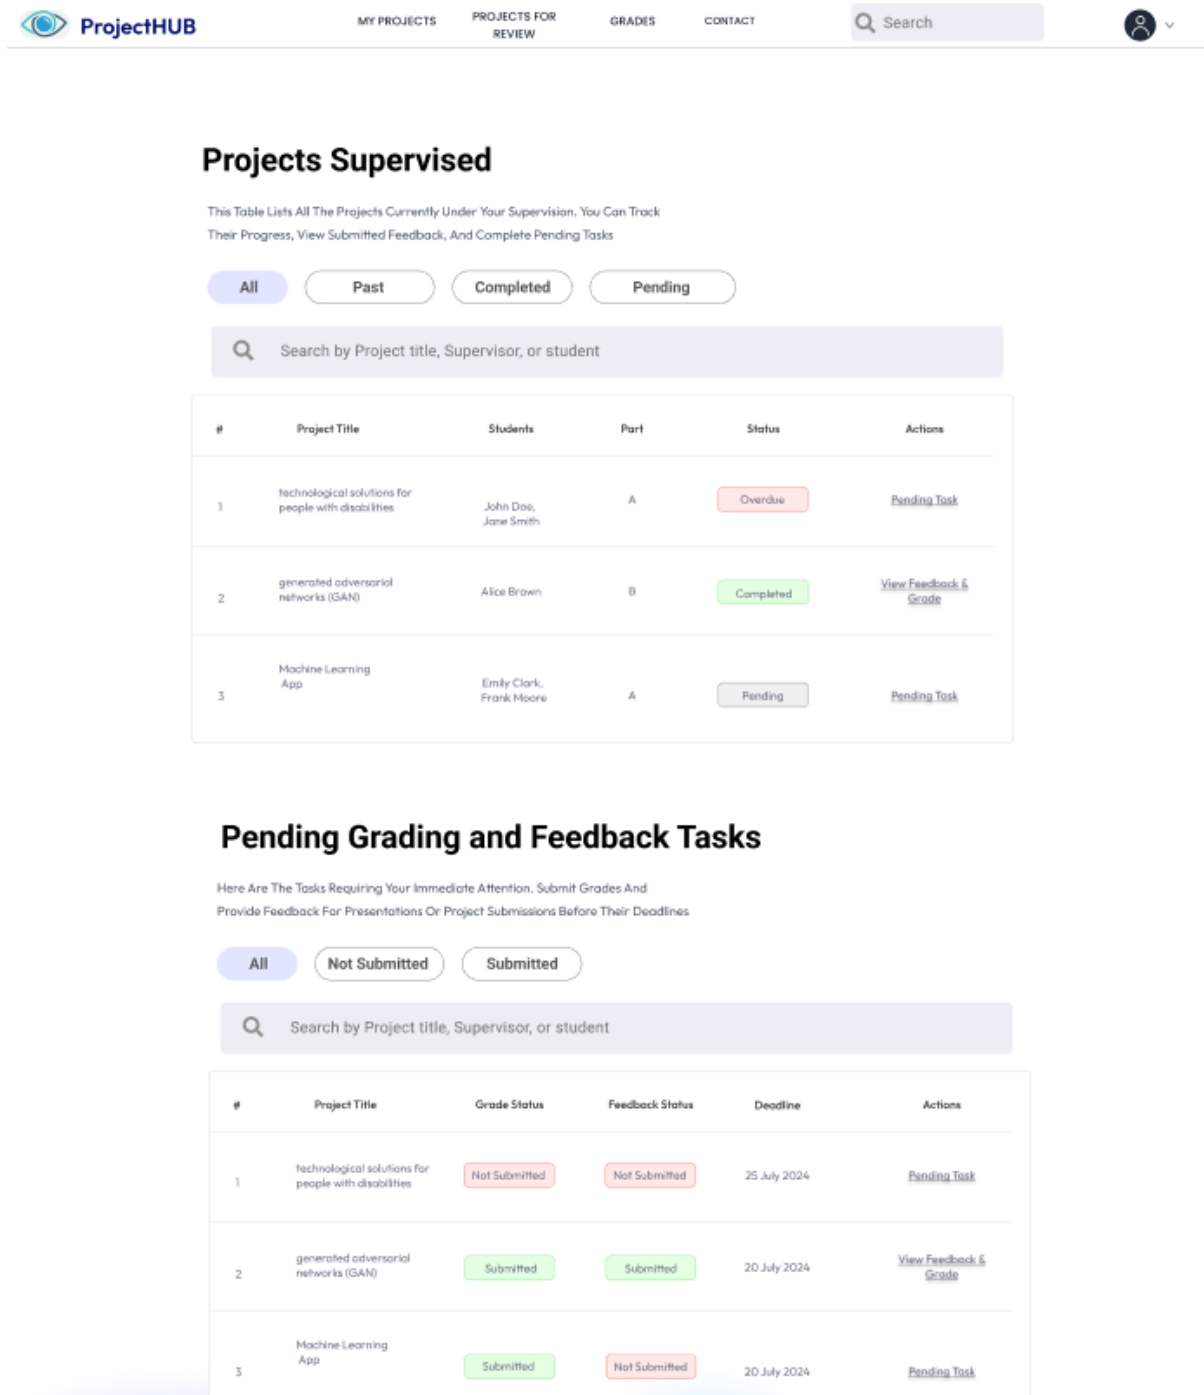 ProjectHUB
MY PROJECTS
PROJECTS FOR
REVIEW
GRADES
CONTACT
Search
Projects Supervised
This Table Lists All The Projects Currently Under Your Supervision. You Can Track
Their Progress, View Submitted Feedback, And Complete Pending Tasks
All Past Completed Pending
Search by Project title, Supervisor, or student
# Project Title Students Part Status Actions
1
technological solutions for
people with disabilities
John Doe,
Jane Smith
A
Overdue
Pending Task
2
generated adversarial
networks (GAN)
Alice Brown
B
Completed
View Feedback &
Grade
3
Machine Learning
App
Emily Clark,
Frank Moore
A
Pending
Pending Task
Pending Grading and Feedback Tasks
Here Are The Tasks Requiring Your Immediate Attention. Submit Grades And
Provide Feedback For Presentations Or Project Submissions Before Their Deadlines
All Not Submitted Submitted
Search by Project title, Supervisor, or student
# Project Title Grade Status Feedback Status Deadline Actions
1
technological solutions for
people with disabilities
Not Submitted
Not Submitted
25 July 2024
Pending Task
2
generated adversarial
networks (GAN)
Submitted
Submitted
20 July 2024
View Feedback &
Grade
3
Machine Learning
App
Submitted
Not Submitted
20 July 2024
Pending Task